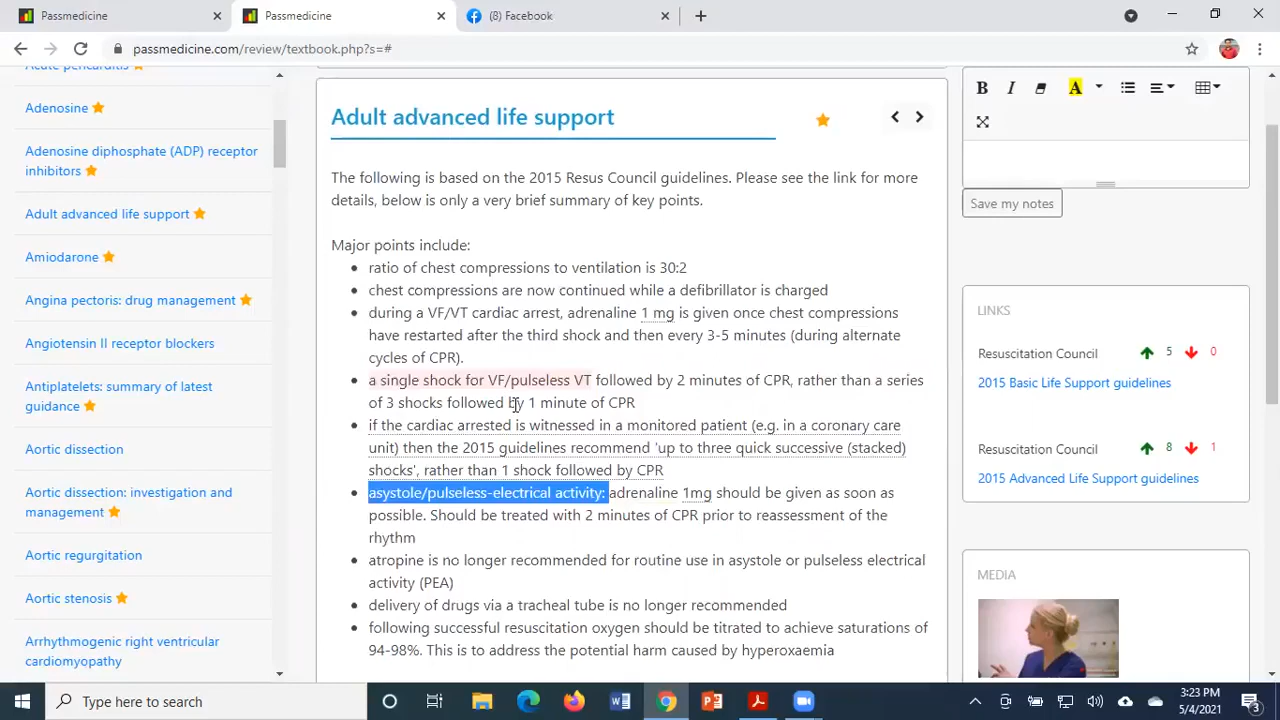 Passmedicine
Passmedicine
(8) Facebook
passmedicine.com/review/textbook.php?s=#
Acute pericarditis
Adenosine
Adenosine diphosphate (ADP) receptor
inhibitors
Adult advanced life support
Amiodarone
Angina pectoris: drug management
Angiotensin II receptor blockers
Antiplatelets: summary of latest
guidance
Aortic dissection
Aortic dissection: investigation and
management
Aortic regurgitation
Aortic stenosis
Arrhythmogenic right ventricular
cardiomyopathy
Adult advanced life support
The following is based on the 2015 Resus Council guidelines. Please see the link for more
details, below is only a very brief summary of key points.
Major points include:
ratio of chest compressions to ventilation is 30:2
chest compressions are now continued while a defibrillator is charged
during a VF/VT cardiac arrest, adrenaline 1 mg is given once chest compressions
have restarted after the third shock and then every 3-5 minutes (during alternate
cycles of CPR).
a single shock for VF/pulseless VT followed by 2 minutes of CPR, rather than a series
of 3 shocks followed by 1 minute of CPR
if the cardiac arrested is witnessed in a monitored patient (e.g. in a coronary care
unit) then the 2015 guidelines recommend 'up to three quick successive (stacked)
shocks', rather than 1 shock followed by CPR
asystole/pulseless-electrical activity: adrenaline 1mg should be given as soon as
possible. Should be treated with 2 minutes of CPR prior to reassessment of the
rhythm
atropine is no longer recommended for routine use in asystole or pulseless electrical
activity (PEA)
delivery of drugs via a tracheal tube is no longer recommended
following successful resuscitation oxygen should be titrated to achieve saturations of
94-98%. This is to address the potential harm caused by hyperoxaemia
B I A
Save my notes
LINKS
Resuscitation Council 5 0
2015 Basic Life Support guidelines
Resuscitation Council 8 1
2015 Advanced Life Support guidelines
MEDIA
Type here to search
3:23 PM
5/4/2021
3